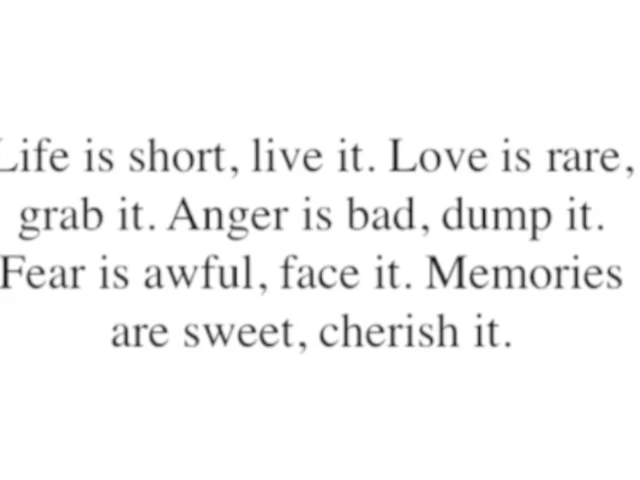 Life is short, live it. Love is rare,
grab it. Anger is bad, dump it.
Fear is awful, face it. Memories
are sweet, cherish it.